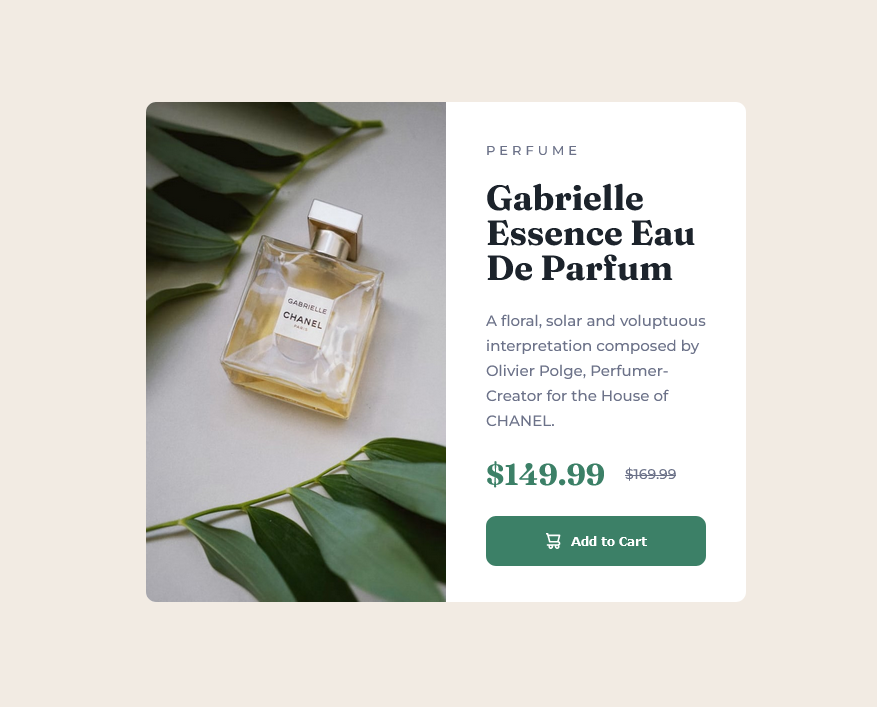 GABRIELLE
CHANEL
PARIS
PERFUME
Gabrielle
Essence Eau
De Parfum
A floral, solar and voluptuous
interpretation composed by
Olivier Polge, Perfumer-
Creator for the House of
CHANEL.
$149.99 $169.99
Add to Cart